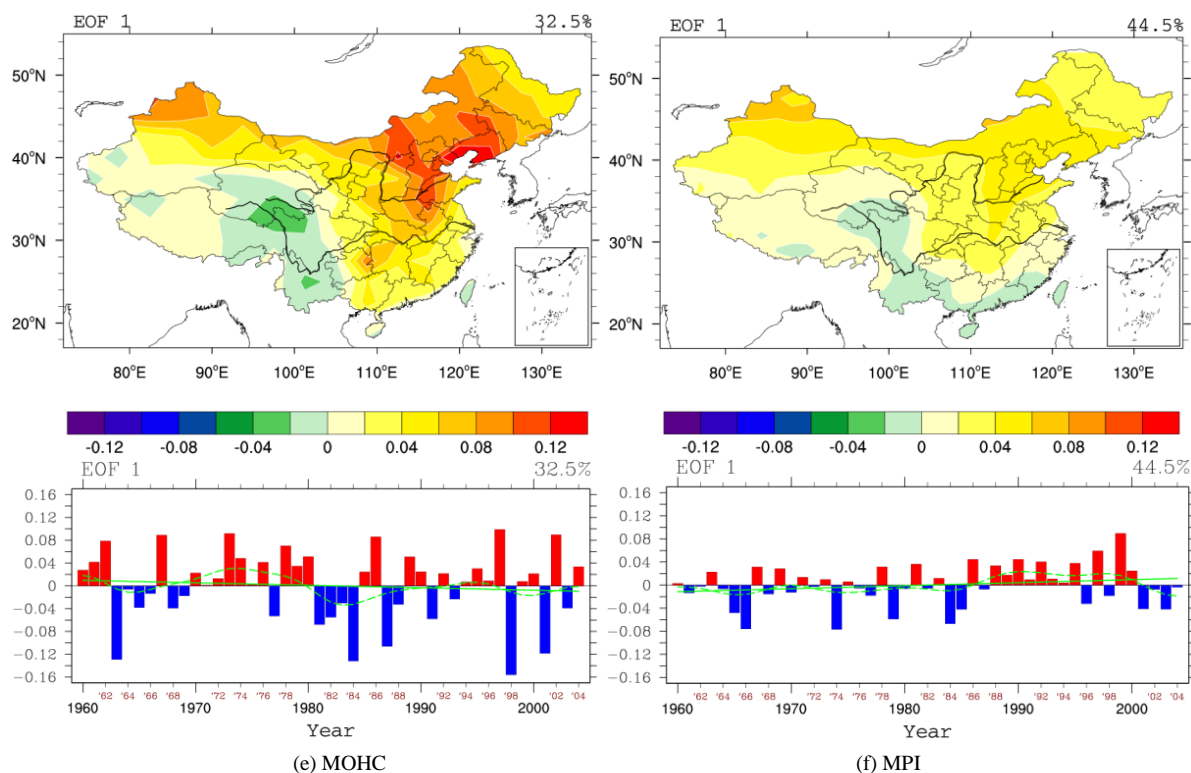 EOF 1 32.5%
50°N
40°N
30°N
20°N
80°E 90°E 100°E 110°E 120°E 130°E
-0.12 -0.08 -0.04 0 0.04 0.08 0.12
EOF 1 32.5%
0.16
0.12
0.08
0.04
0
-0.04
-0.08
-0.12
-0.16
'62 '64 '66 '68 '72 '74 '76 '78 '82 '84 '86 '88 '92 '94 '96 '98 '02 '04
1960 1970 1980 1990 2000
Year
(e) MOHC
EOF 1 44.5%
50°N
40°N
30°N
20°N
80°E 90°E 100°E 110°E 120°E 130°E
-0.12 -0.08 -0.04 0 0.04 0.08 0.12
EOF 1 44.5%
0.16
0.12
0.08
0.04
0
-0.04
-0.08
-0.12
-0.16
'62 '64 '66 '68 '72 '74 '76 '78 '82 '84 '86 '88 '92 '94 '96 '98 '02 '04
1960 1970 1980 1990 2000
Year
(f) MPI